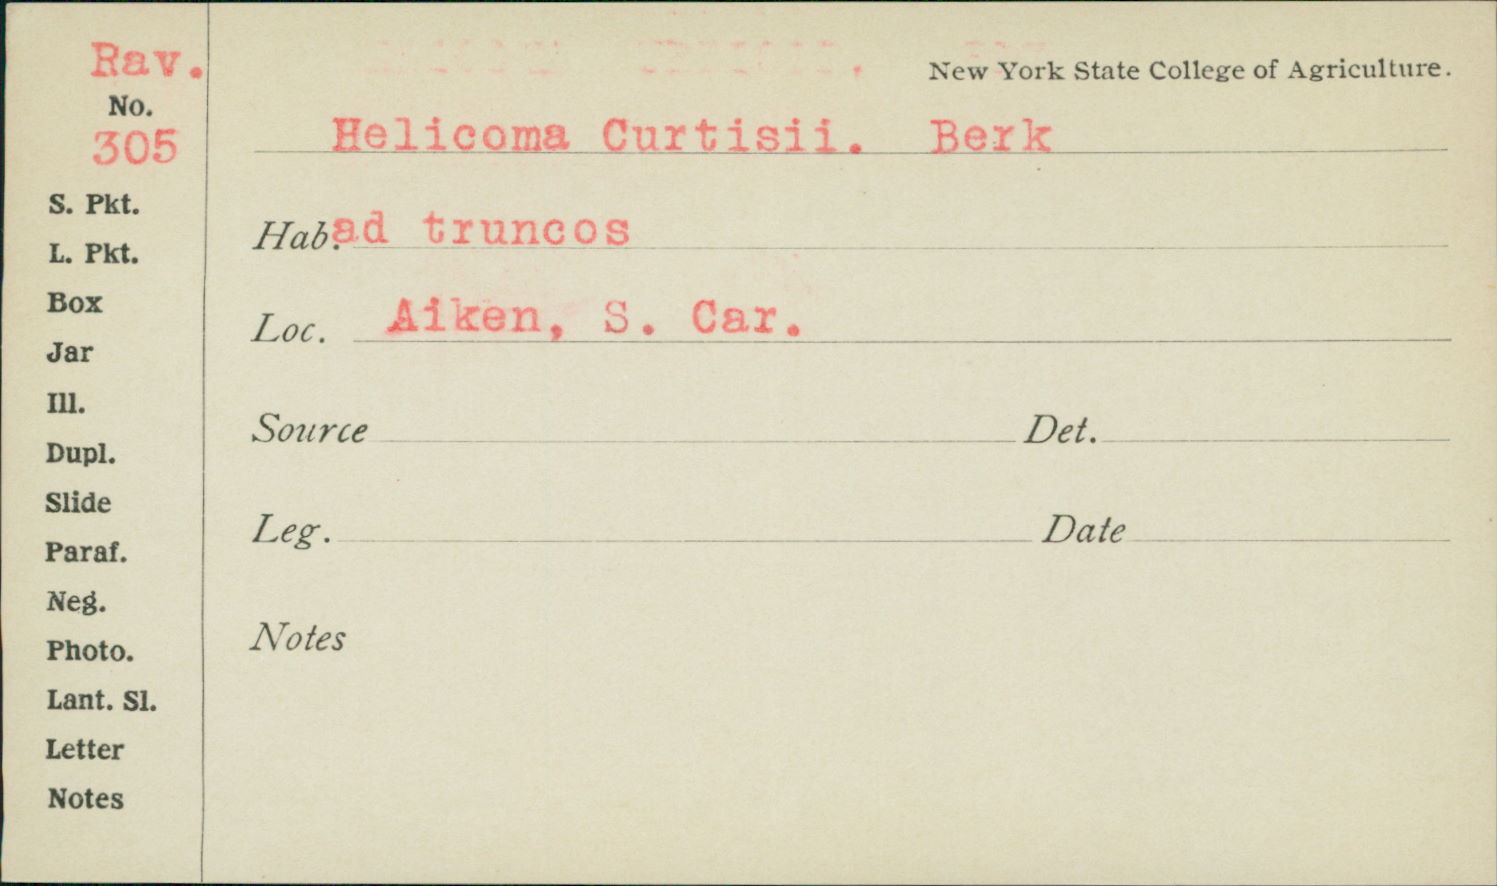 Rav.
New York State College of Agriculture.
No.
305
Helicoma Curtisii. Berk
S. Pkt.
Hab. ad truncos
L. Pkt.
Box
Loc. Aiken, S. Car.
Jar
Ill.
Source Det.
Dupl.
Slide
Leg. Date
Paraf.
Neg.
Notes
Photo.
Lant. Sl.
Letter
Notes